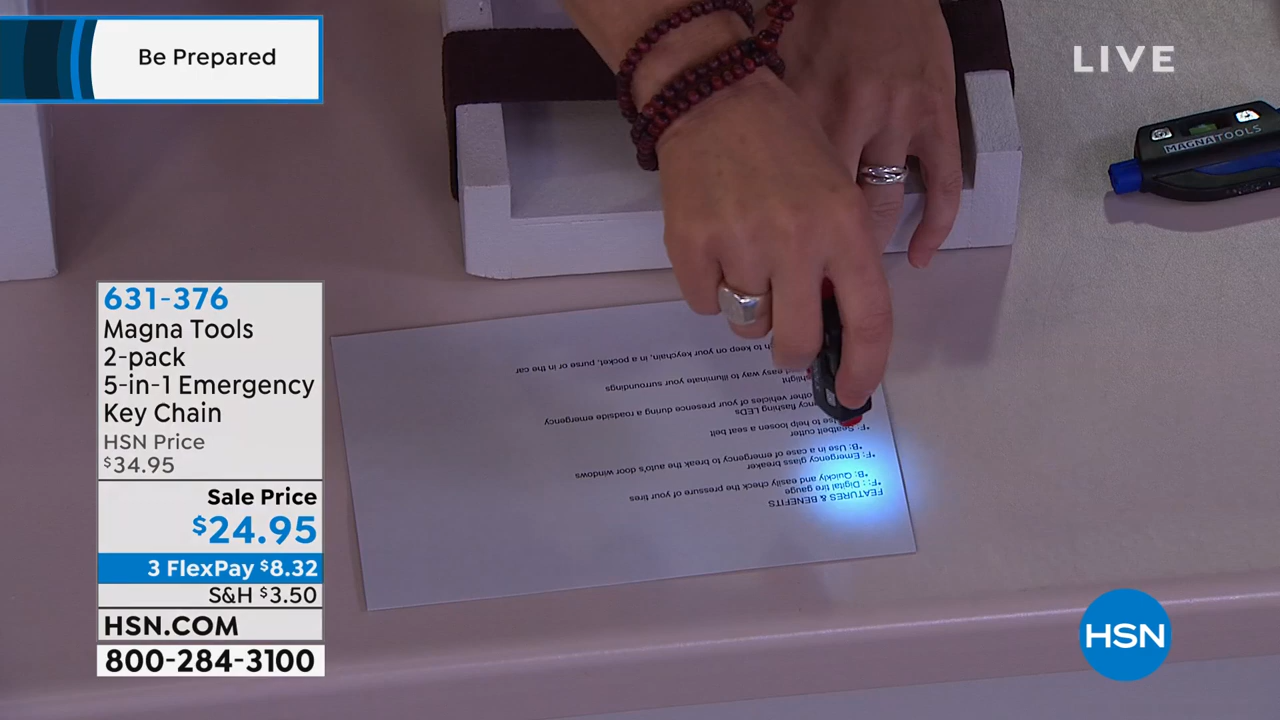 Be Prepared
LIVE
MAGNATOOLS
631-376
Magna Tools
2-pack
5-in-1 Emergency
Key Chain
HSN Price
$34.95
Sale Price
$24.95
3 FlexPay $8.32
S&H $3.50
HSN.COM
800-284-3100
HSN
FEATURES & BENEFITS
*F: Digital tire gauge
*B: Quickly and easily check the pressure of your tires
*F: Emergency glass breaker
*B: Use in a case of emergency to break the auto's door windows
*F: Seatbelt cutter
Use to help loosen a seat belt
flashing LEDs
other vehicles of your presence during a roadside emergency
easy way to illuminate your surroundings
to keep on your keychain, in a pocket, purse or in the car